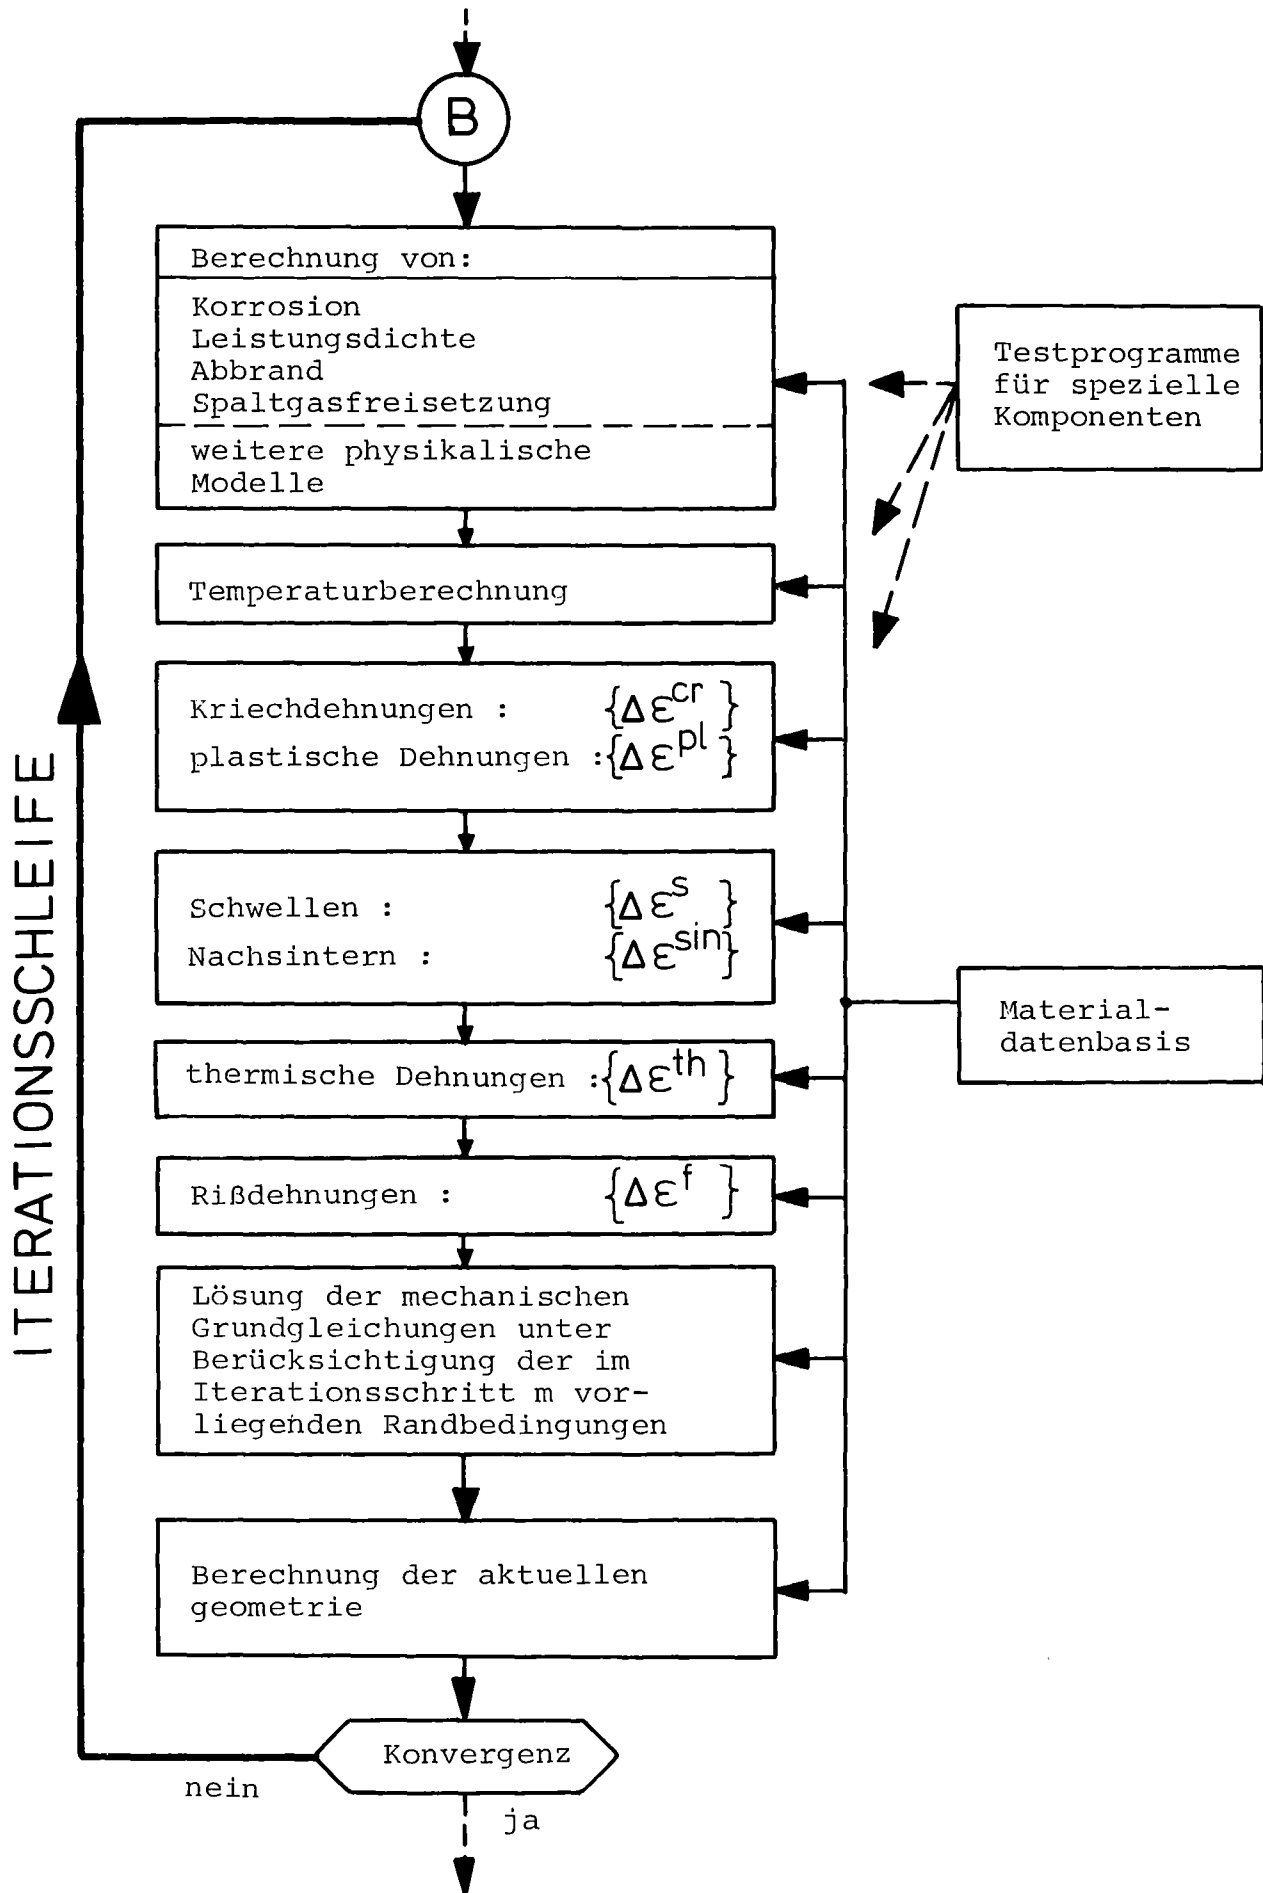 B
Berechnung von:
Korrosion
Leistungsdichte
Abbrand
Spaltgasfreisetzung
weitere physikalische
Modelle
Testprogramme
für spezielle
Komponenten
Temperaturberechnung
Kriechdehnungen : {Δε^cr}
plastische Dehnungen :{Δε^pl}
Schwellen : {Δε^s}
Nachsintern : {Δε^sin}
Material-
datenbasis
thermische Dehnungen :{Δε^th}
Rißdehnungen : {Δε^f}
Lösung der mechanischen
Grundgleichungen unter
Berücksichtigung der im
Iterationsschritt m vor-
liegenden Randbedingungen
Berechnung der aktuellen
geometrie
Konvergenz
nein
ja
ITERATIONSSCHLEIFE